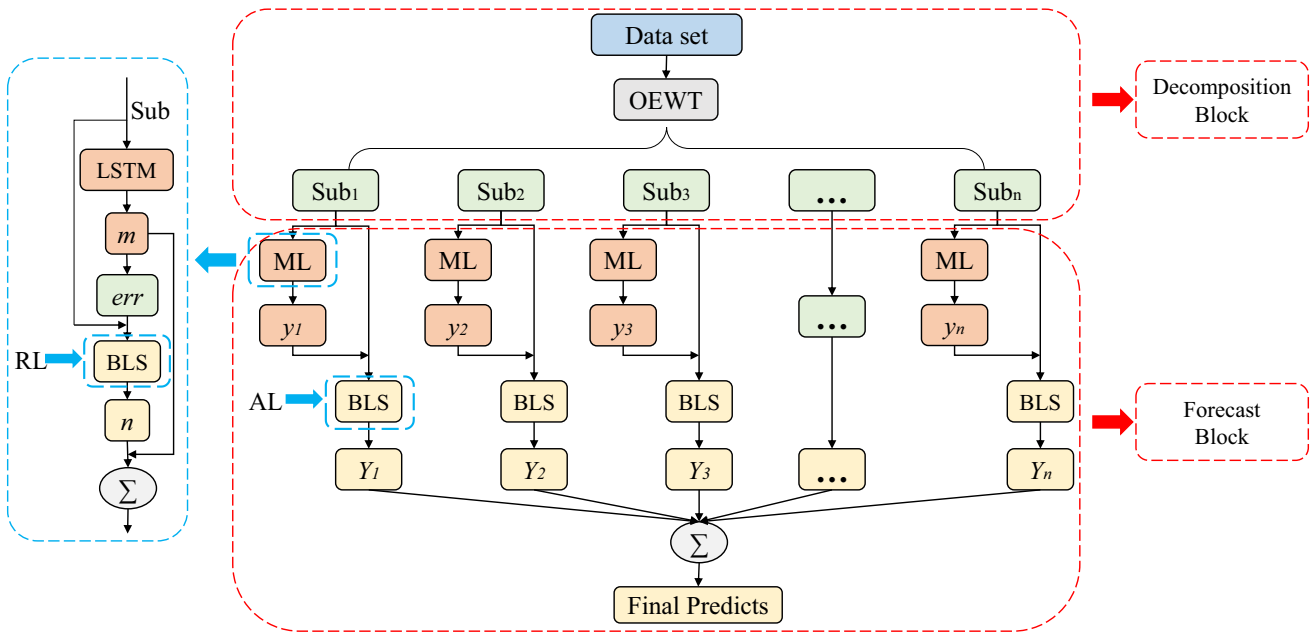 Data set
OEWT
Decomposition
Block
Sub₁
Sub₂
Sub₃
...
Subₙ
Sub
LSTM
m
err
RL
BLS
n
∑
ML
ML
ML
ML
y₁
y₂
y₃
...
yₙ
AL
BLS
BLS
BLS
BLS
Forecast
Block
Y₁
Y₂
Y₃
...
Yₙ
∑
Final Predicts